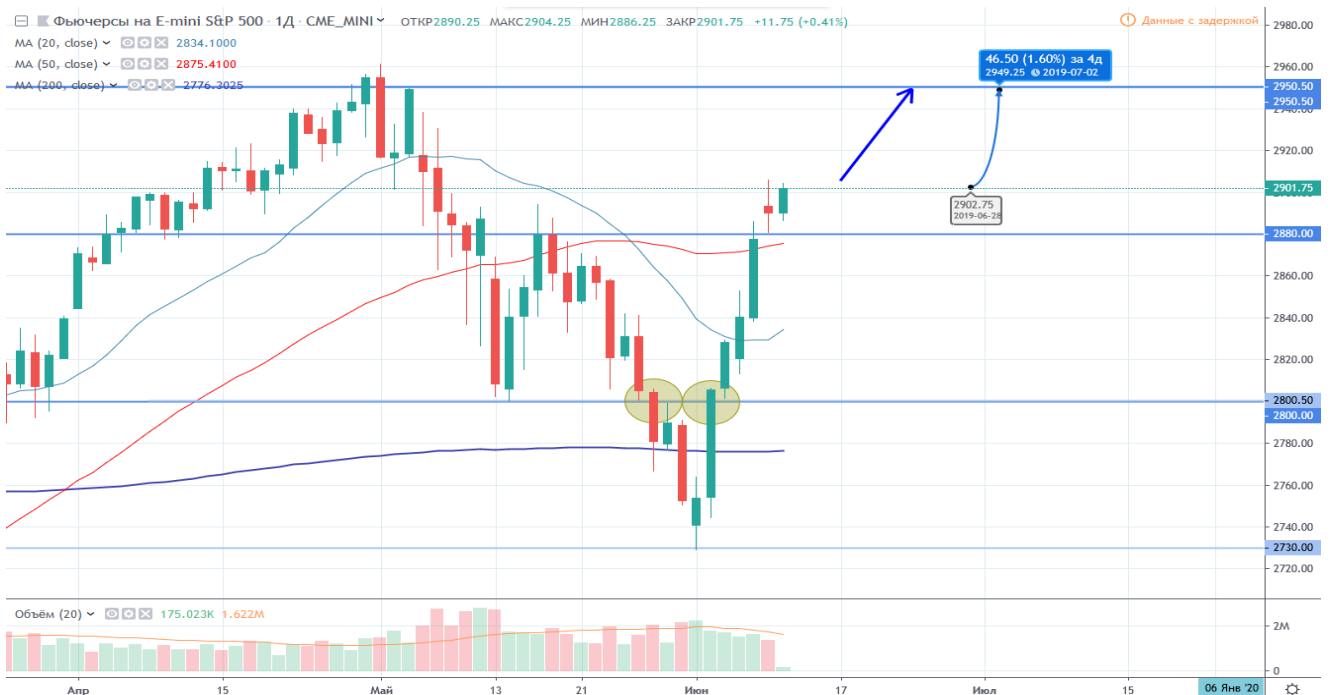 Фьючерсы на E-mini S&P 500 · 1Д · CME_MINI ОТКР2890.25 МАКС2904.25 МИН2886.25 ЗАКР2901.75 +11.75 (+0.41%)
Данные с задержкой
MA (20, close) 2834.1000
MA (50, close) 2875.4100
MA (200, close) 2776.3025
46.50 (1.60%) за 4д
2949.25 2019-07-02
2902.75
2019-06-28
2980.00
2960.00
2950.50
2950.50
2940.00
2920.00
2901.75
2880.00
2860.00
2840.00
2820.00
2800.50
2800.00
2780.00
2760.00
2740.00
2730.00
2720.00
Объём (20) 175.023K 1.622M
2M
0
Апр 15 Май 13 21 Июн 17 Июл 15 06 Янв '20